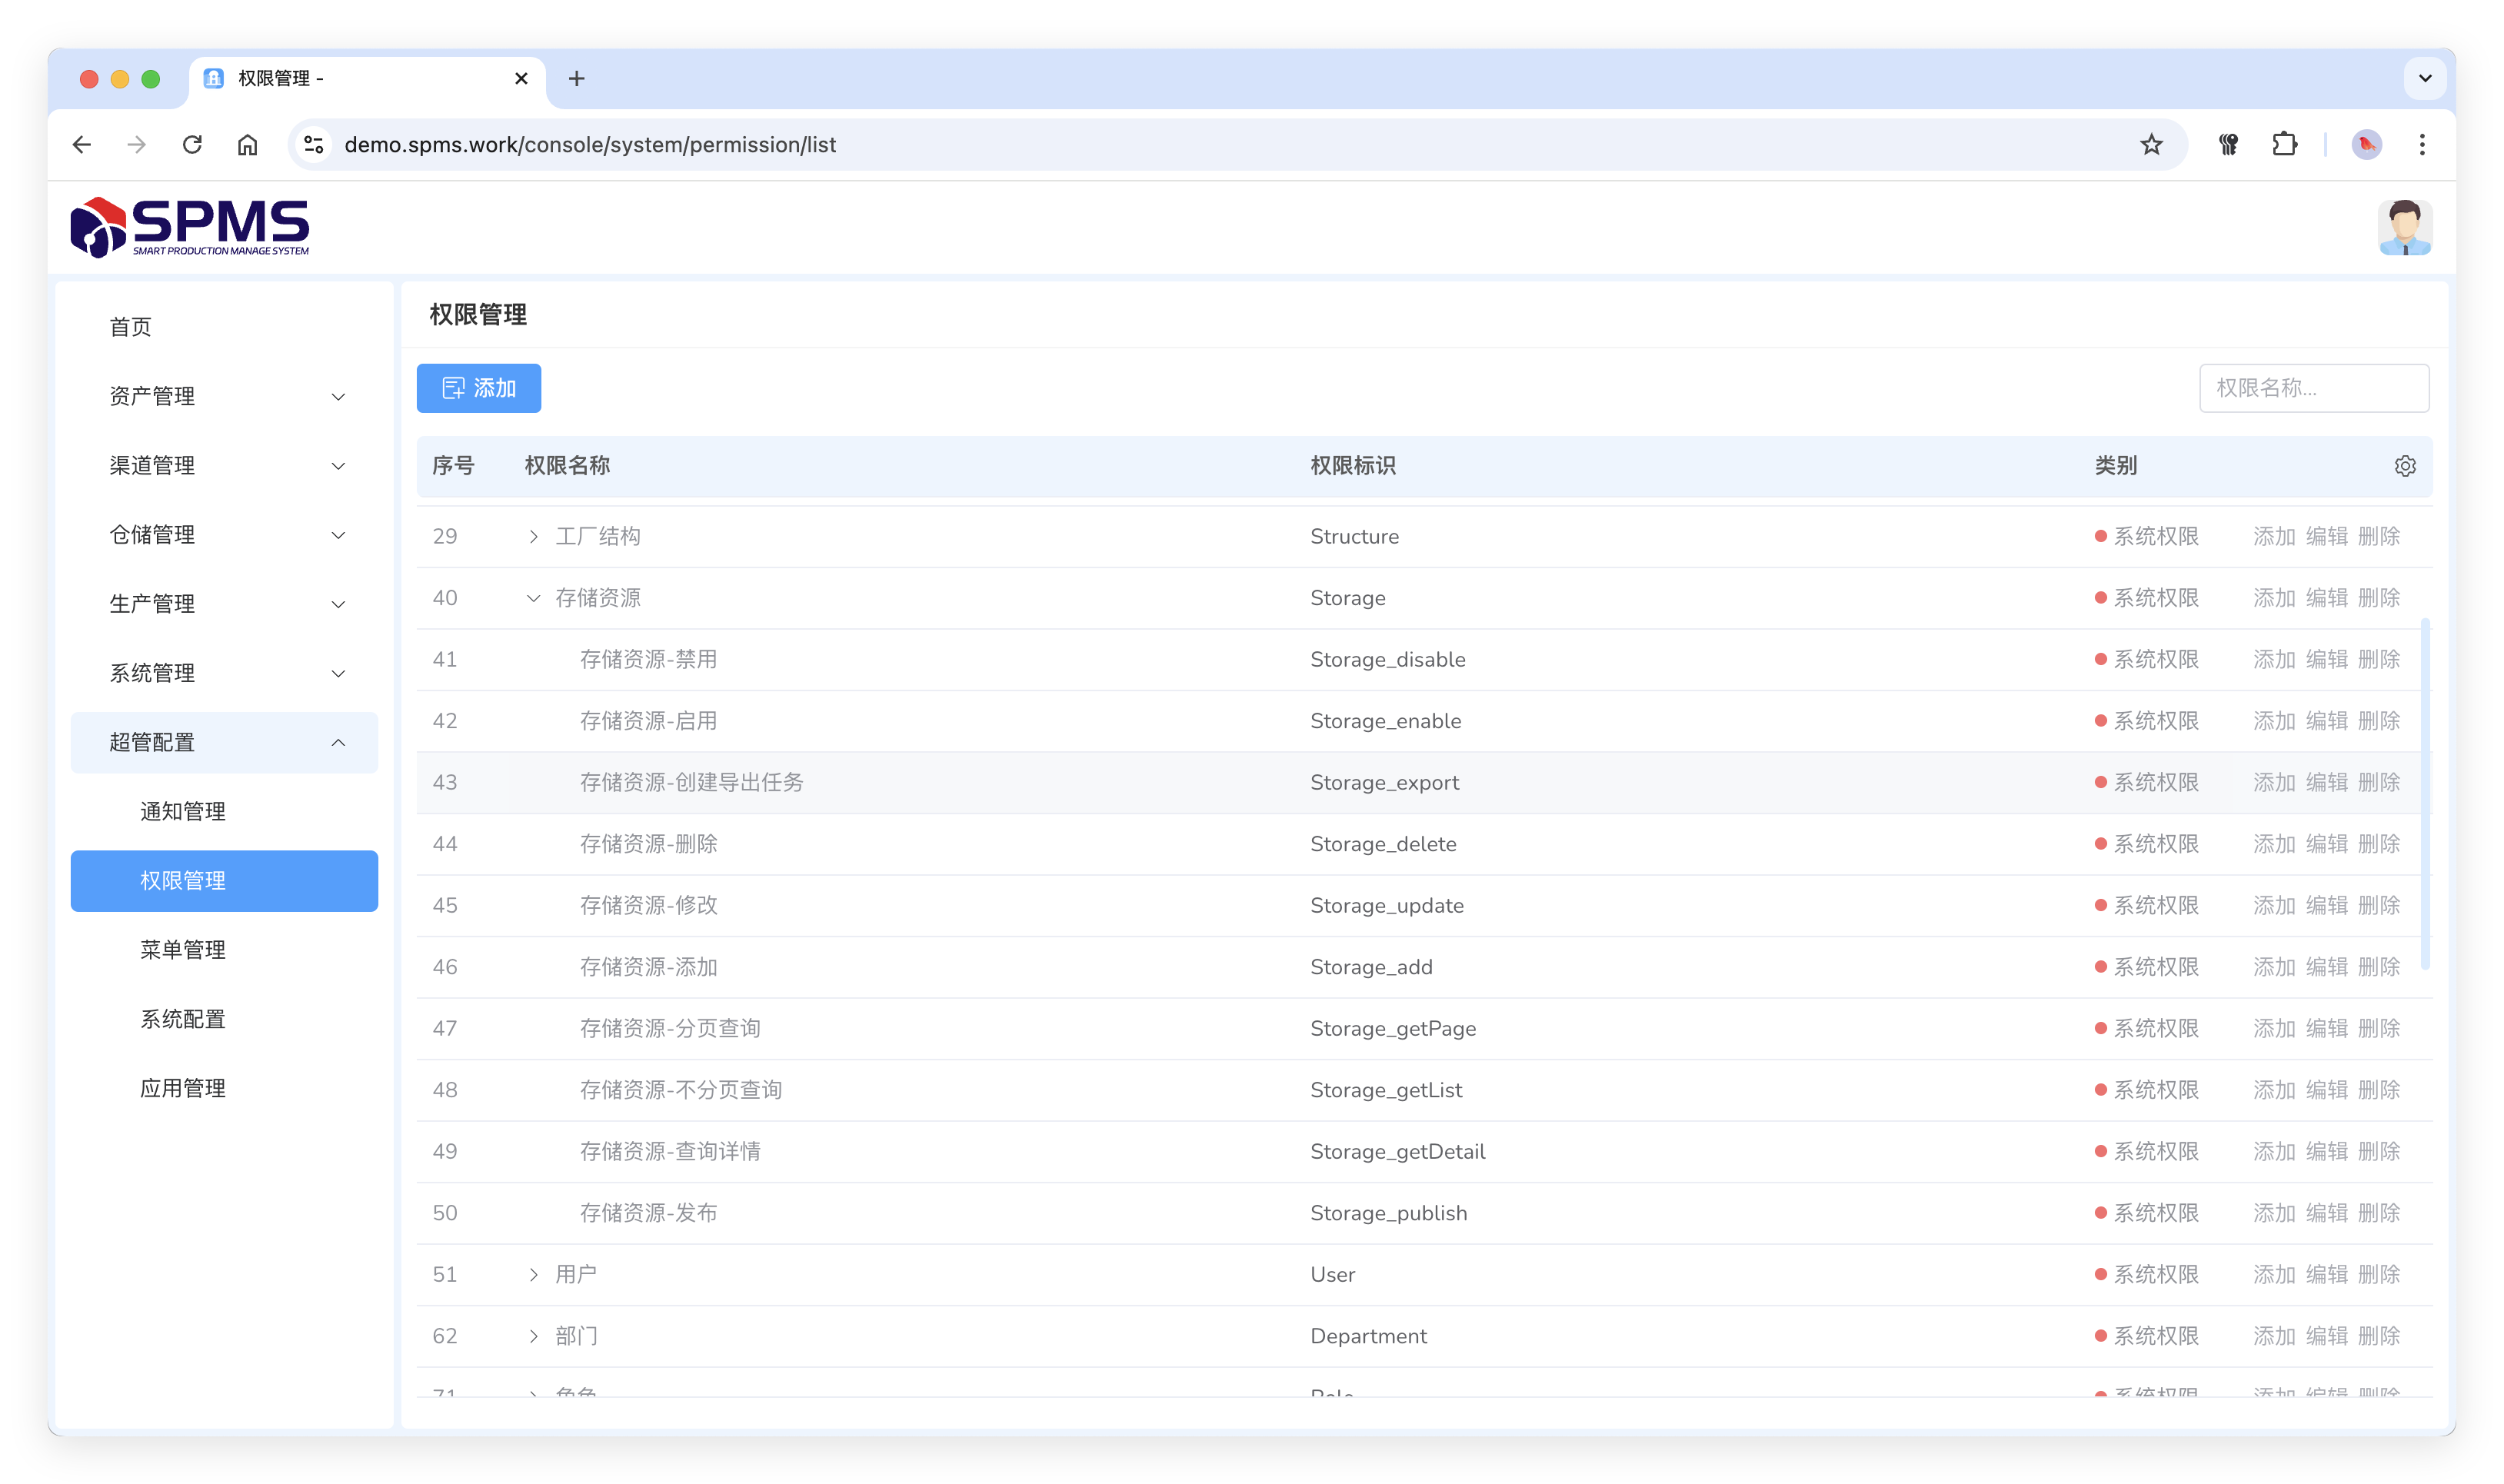 权限管理 -
demo.spms.work/console/system/permission/list
SPMS
SMART PRODUCTION MANAGE SYSTEM
首页
资产管理
渠道管理
仓储管理
生产管理
系统管理
超管配置
通知管理
权限管理
菜单管理
系统配置
应用管理
权限管理
添加
权限名称...
序号 权限名称 权限标识 类别
29 工厂结构 Structure 系统权限 添加 编辑 删除
40 存储资源 Storage 系统权限 添加 编辑 删除
41 存储资源-禁用 Storage_disable 系统权限 添加 编辑 删除
42 存储资源-启用 Storage_enable 系统权限 添加 编辑 删除
43 存储资源-创建导出任务 Storage_export 系统权限 添加 编辑 删除
44 存储资源-删除 Storage_delete 系统权限 添加 编辑 删除
45 存储资源-修改 Storage_update 系统权限 添加 编辑 删除
46 存储资源-添加 Storage_add 系统权限 添加 编辑 删除
47 存储资源-分页查询 Storage_getPage 系统权限 添加 编辑 删除
48 存储资源-不分页查询 Storage_getList 系统权限 添加 编辑 删除
49 存储资源-查询详情 Storage_getDetail 系统权限 添加 编辑 删除
50 存储资源-发布 Storage_publish 系统权限 添加 编辑 删除
51 用户 User 系统权限 添加 编辑 删除
62 部门 Department 系统权限 添加 编辑 删除
71 角色 Role 系统权限 添加 编辑 删除